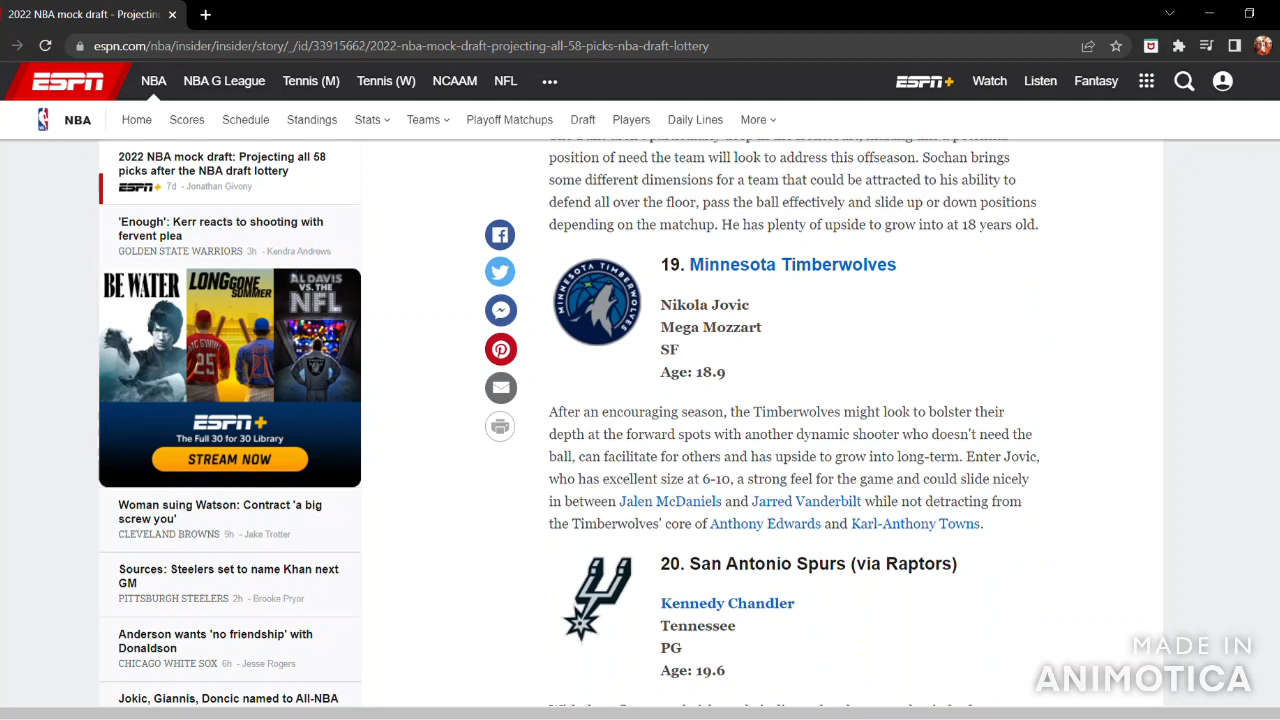 2022 NBA mock draft - Projectin
espn.com/nba/insider/insider/story/_/id/33915662/2022-nba-mock-draft-projecting-all-58-picks-nba-draft-lottery
ESPN NBA NBA G League Tennis (M) Tennis (W) NCAAM NFL ••• ESPN+ Watch Listen Fantasy
NBA Home Scores Schedule Standings Stats Teams Playoff Matchups Draft Players Daily Lines More
2022 NBA mock draft: Projecting all 58
picks after the NBA draft lottery
ESPN+ 7d - Jonathan Givony
'Enough': Kerr reacts to shooting with
fervent plea
GOLDEN STATE WARRIORS 3h - Kendra Andrews
BE WATER
LONG GONE
SUMMER
AL DAVIS
VS. THE
NFL
MC GWIRE
25
ESPN+
The Full 30 for 30 Library
STREAM NOW
Woman suing Watson: Contract 'a big
screw you'
CLEVELAND BROWNS 9h - Jake Trotter
Sources: Steelers set to name Khan next
GM
PITTSBURGH STEELERS 2h - Brooke Pryor
Anderson wants 'no friendship' with
Donaldson
CHICAGO WHITE SOX 6h - Jesse Rogers
Jokic, Giannis, Doncic named to All-NBA
position of need the team will look to address this offseason. Sochan brings
some different dimensions for a team that could be attracted to his ability to
defend all over the floor, pass the ball effectively and slide up or down positions
depending on the matchup. He has plenty of upside to grow into at 18 years old.
MINNESOTA TIMBERWOLVES
19. Minnesota Timberwolves
Nikola Jovic
Mega Mozzart
SF
Age: 18.9
After an encouraging season, the Timberwolves might look to bolster their
depth at the forward spots with another dynamic shooter who doesn't need the
ball, can facilitate for others and has upside to grow into long-term. Enter Jovic,
who has excellent size at 6-10, a strong feel for the game and could slide nicely
in between Jalen McDaniels and Jarred Vanderbilt while not detracting from
the Timberwolves' core of Anthony Edwards and Karl-Anthony Towns.
20. San Antonio Spurs (via Raptors)
Kennedy Chandler
Tennessee
PG
Age: 19.6
MADE IN
ANIMOTICA